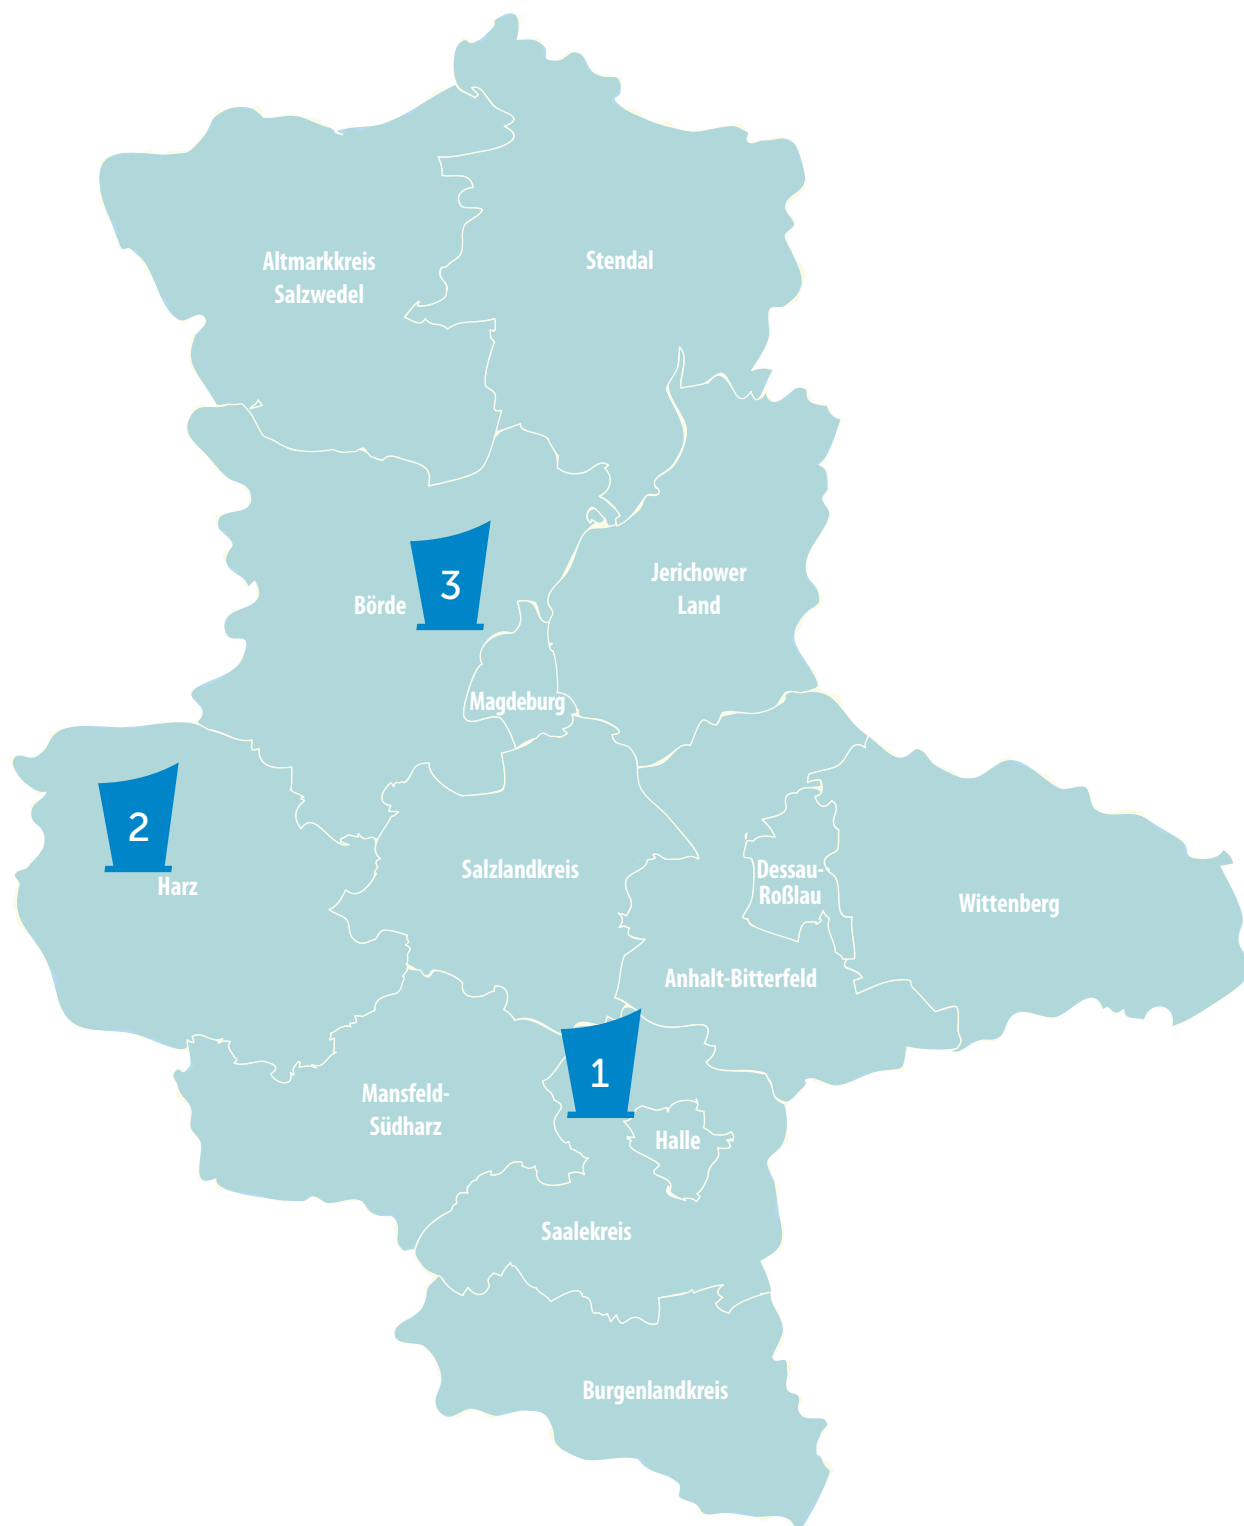 Altmarkkreis
Salzwedel
Stendal
3
Börde
Jerichower
Land
Magdeburg
2
Harz
Salzlandkreis
Dessau-
Roßlau
Wittenberg
Anhalt-Bitterfeld
1
Mansfeld-
Südharz
Halle
Saalekreis
Burgenlandkreis